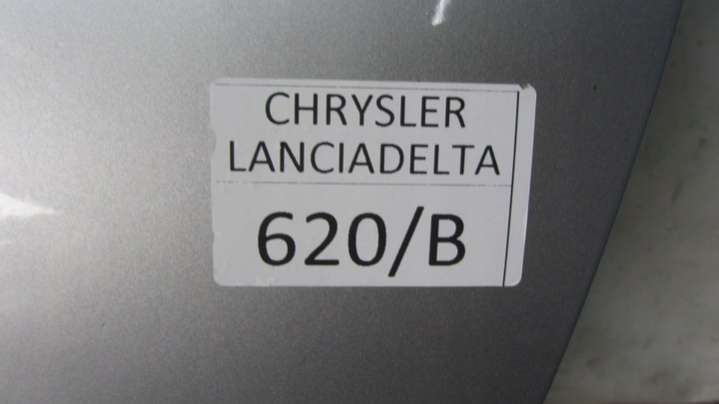 CHRYSLER
LANCIADELTA
620/B